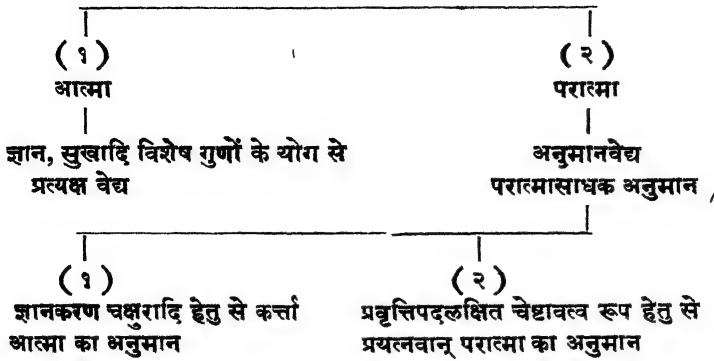 (१)
(२)
आत्मा
परात्मा
ज्ञान, सुखादि विशेष गुणों के योग से
प्रत्यक्ष वेद्य
अनुमानवेद्य
परात्मासाधक अनुमान
(१)
(२)
ज्ञानकरण चक्षुरादि हेतु से कर्त्ता
आत्मा का अनुमान
प्रवृत्तिपदलक्षित चेष्टावत्व रूप हेतु से
प्रयत्नवान् परात्मा का अनुमान